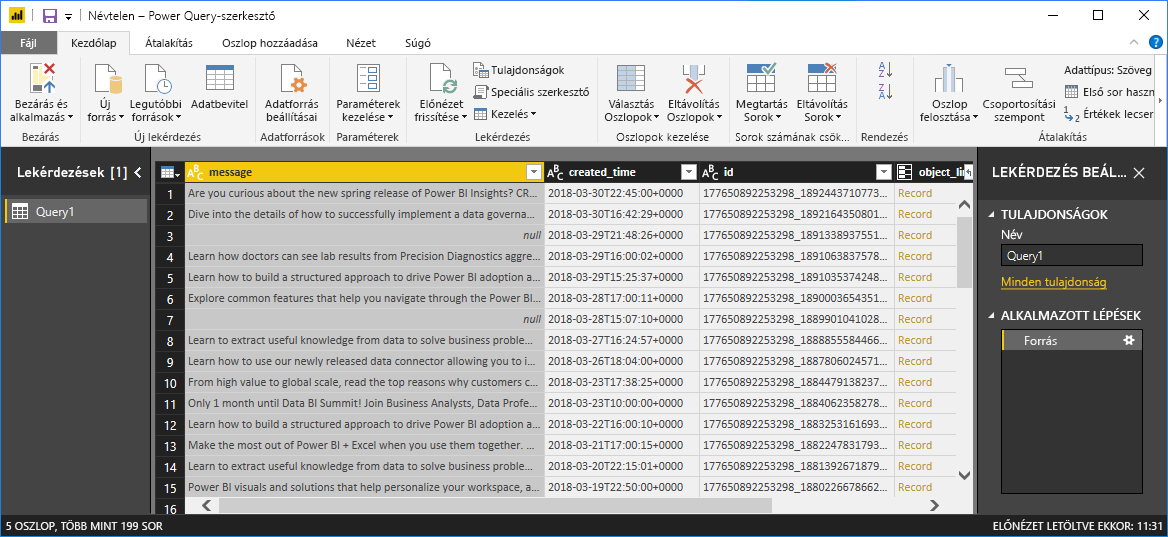 Névtelen – Power Query-szerkesztő
Fájl Kezdőlap Átalakítás Oszlop hozzáadása Nézet Súgó
Bezárás és alkalmazás
Új forrás
Legutóbbi források
Adatbevitel
Adatforrás beállításai
Paraméterek kezelése
Előnézet frissítése
Tulajdonságok
Speciális szerkesztő
Kezelés
Választás Oszlopok
Eltávolítás Oszlopok
Megtartás Sorok
Eltávolítás Sorok
Oszlop felosztása
Csoportosítási szempont
Adattípus: Szöveg
Első sor haszn
Értékek lecser
Bezárás Új lekérdezés Adatforrások Paraméterek Lekérdezés Oszlopok kezelése Sorok számának csök... Rendezés Átalakítás
Lekérdezések [1]
Query1
message created_time id object_li
1 Are you curious about the new spring release of Power BI Insights? CR... 2018-03-30T22:45:00+0000 177650892253298_1892443710773... Record
2 Dive into the details of how to successfully implement a data governa... 2018-03-30T16:42:29+0000 177650892253298_1892164350801... Record
3 null 2018-03-29T21:48:26+0000 177650892253298_1891338937551... Record
4 Learn how doctors can see lab results from Precision Diagnostics aggre... 2018-03-29T16:00:02+0000 177650892253298_1891063837578... Record
5 Learn how to build a structured approach to drive Power BI adoption a... 2018-03-29T15:25:37+0000 177650892253298_1891035374248... Record
6 Explore common features that help you navigate through the Power BI... 2018-03-28T17:00:11+0000 177650892253298_1890003654351... Record
7 null 2018-03-28T15:07:10+0000 177650892253298_1889901041028... Record
8 Learn to extract useful knowledge from data to solve business proble... 2018-03-27T16:24:57+0000 177650892253298_1888855584466... Record
9 Learn how to use our newly released data connector allowing you to i... 2018-03-26T18:04:00+0000 177650892253298_1887806024571... Record
10 From high value to global scale, read the top reasons why customers c... 2018-03-23T17:38:25+0000 177650892253298_1884479138237... Record
11 Only 1 month until Data BI Summit! Join Business Analysts, Data Profe... 2018-03-23T10:00:00+0000 177650892253298_1884062358278... Record
12 Learn how to build a structured approach to drive Power BI adoption a... 2018-03-22T16:00:10+0000 177650892253298_1883253161693... Record
13 Make the most out of Power BI + Excel when you use them together. ... 2018-03-21T17:00:15+0000 177650892253298_1882247831793... Record
14 Learn to extract useful knowledge from data to solve business proble... 2018-03-20T22:15:01+0000 177650892253298_1881392671879... Record
15 Power BI visuals and solutions that help personalize your workspace, a... 2018-03-19T22:50:00+0000 177650892253298_1880226678662... Record
16
LEKÉRDEZÉS BEÁL...
TULAJDONSÁGOK
Név
Query1
Minden tulajdonság
ALKALMAZOTT LÉPÉSEK
Forrás
5 OSZLOP, TÖBB MINT 199 SOR
ELŐNÉZET LETÖLTVE EKKOR: 11:31